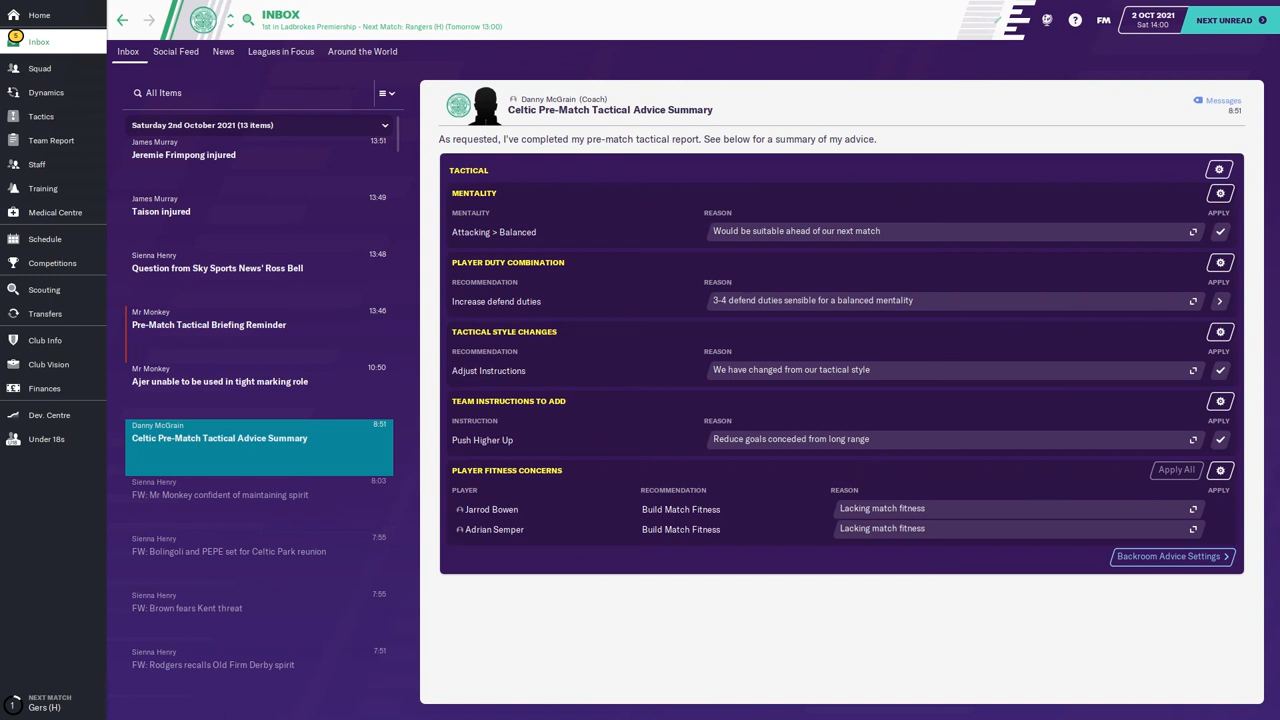 Home
5
Inbox
Squad
Dynamics
Tactics
Team Report
Staff
Training
Medical Centre
Schedule
Competitions
Scouting
Transfers
Club Info
Club Vision
Finances
Dev. Centre
Under 18s
1
NEXT MATCH
Gers (H)
INBOX
1st in Ladbrokes Premiership - Next Match: Rangers (H) (Tomorrow 13:00)
?
FM
2 OCT 2021
Sat 14:00
NEXT UNREAD
Inbox
Social Feed
News
Leagues in Focus
Around the World
All Items
Saturday 2nd October 2021 (13 items)
James Murray 13:51
Jeremie Frimpong injured
James Murray 13:49
Taison injured
Sienna Henry 13:48
Question from Sky Sports News' Ross Bell
Mr Monkey 13:46
Pre-Match Tactical Briefing Reminder
Mr Monkey 10:50
Ajer unable to be used in tight marking role
Danny McGrain 8:51
Celtic Pre-Match Tactical Advice Summary
Sienna Henry 8:03
FW: Mr Monkey confident of maintaining spirit
Sienna Henry 7:55
FW: Bolingoli and PEPE set for Celtic Park reunion
Sienna Henry 7:55
FW: Brown fears Kent threat
Sienna Henry 7:51
FW: Rodgers recalls Old Firm Derby spirit
Danny McGrain (Coach)
Celtic Pre-Match Tactical Advice Summary
Messages
8:51
As requested, I've completed my pre-match tactical report. See below for a summary of my advice.
TACTICAL
MENTALITY
MENTALITY REASON APPLY
Attacking > Balanced Would be suitable ahead of our next match
PLAYER DUTY COMBINATION
RECOMMENDATION REASON APPLY
Increase defend duties 3-4 defend duties sensible for a balanced mentality
TACTICAL STYLE CHANGES
RECOMMENDATION REASON APPLY
Adjust Instructions We have changed from our tactical style
TEAM INSTRUCTIONS TO ADD
INSTRUCTION REASON APPLY
Push Higher Up Reduce goals conceded from long range
PLAYER FITNESS CONCERNS Apply All
PLAYER RECOMMENDATION REASON APPLY
Jarrod Bowen Build Match Fitness Lacking match fitness
Adrian Semper Build Match Fitness Lacking match fitness
Backroom Advice Settings